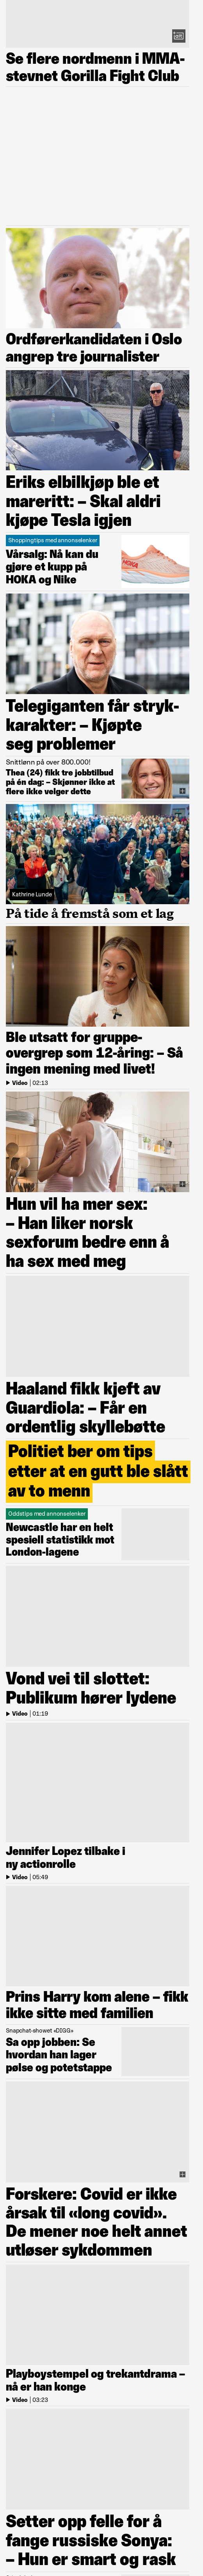 Se flere nordmenn i MMA-
stevnet Gorilla Fight Club
Ordførerkandidaten i Oslo
angrep tre journalister
Eriks elbilkjøp ble et
mareritt: – Skal aldri
kjøpe Tesla igjen
Shoppingtips med annonselenker
Vårsalg: Nå kan du
gjøre et kupp på
HOKA og Nike
HOKA
Telegiganten får stryk-
karakter: – Kjøpte
seg problemer
Snittlønn på over 800.000!
Thea (24) fikk tre jobbtilbud
på én dag: – Skjønner ikke at
flere ikke velger dette
Kathrine Lunde
På tide å fremstå som et lag
Ble utsatt for gruppe-
overgrep som 12-åring: – Så
ingen mening med livet!
Video | 02:13
Hun vil ha mer sex:
– Han liker norsk
sexforum bedre enn å
ha sex med meg
Haaland fikk kjeft av
Guardiola: – Får en
ordentlig skyllebøtte
Politiet ber om tips
etter at en gutt ble slått
av to menn
Oddstips med annonselenker
Newcastle har en helt
spesiell statistikk mot
London-lagene
Vond vei til slottet:
Publikum hører lydene
Video | 01:19
Jennifer Lopez tilbake i
ny actionrolle
Video | 05:49
Prins Harry kom alene – fikk
ikke sitte med familien
Snapchat-showet «DIGG»
Sa opp jobben: Se
hvordan han lager
pølse og potetstappe
Forskere: Covid er ikke
årsak til «long covid».
De mener noe helt annet
utløser sykdommen
Playboystempel og trekantdrama –
nå er han konge
Video | 03:23
Setter opp felle for å
fange russiske Sonya:
– Hun er smart og rask